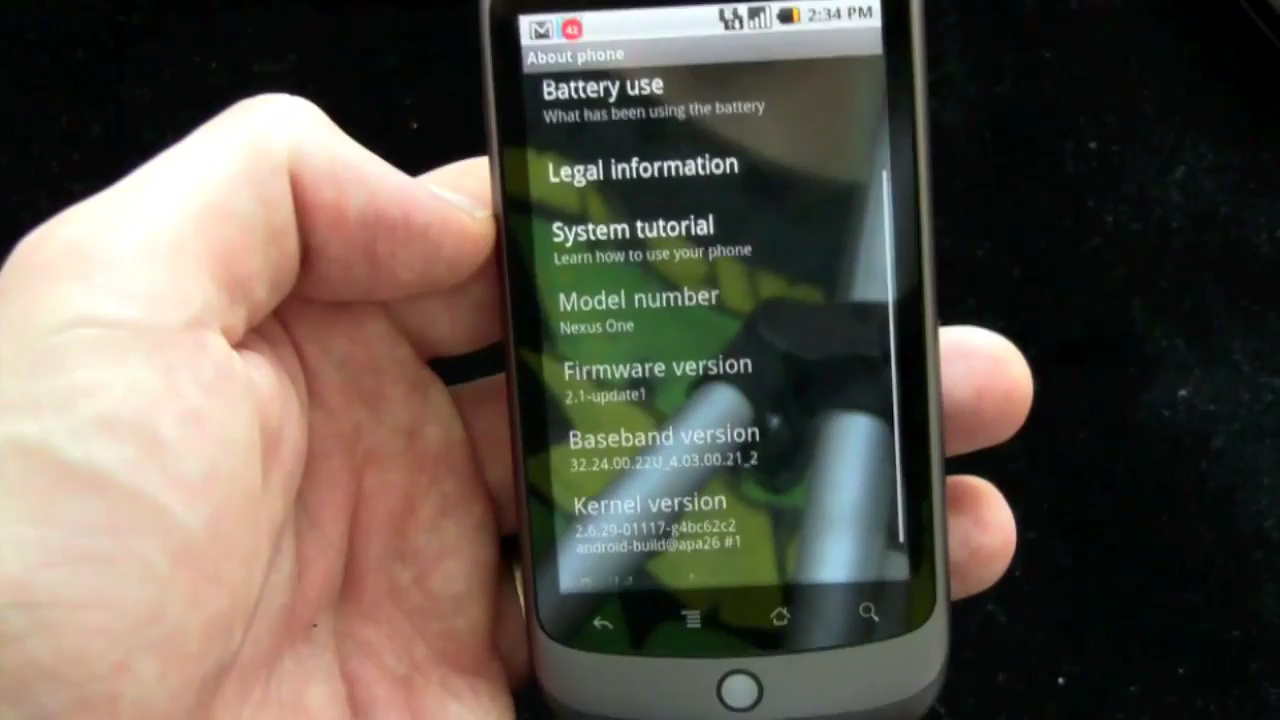 42
2:34 PM
About phone
Battery use
What has been using the battery
Legal information
System tutorial
Learn how to use your phone
Model number
Nexus One
Firmware version
2.1-update1
Baseband version
32.24.00.22U_4.03.00.21_2
Kernel version
2.6.29-01117-g4bc62c2
android-build@apa26 #1